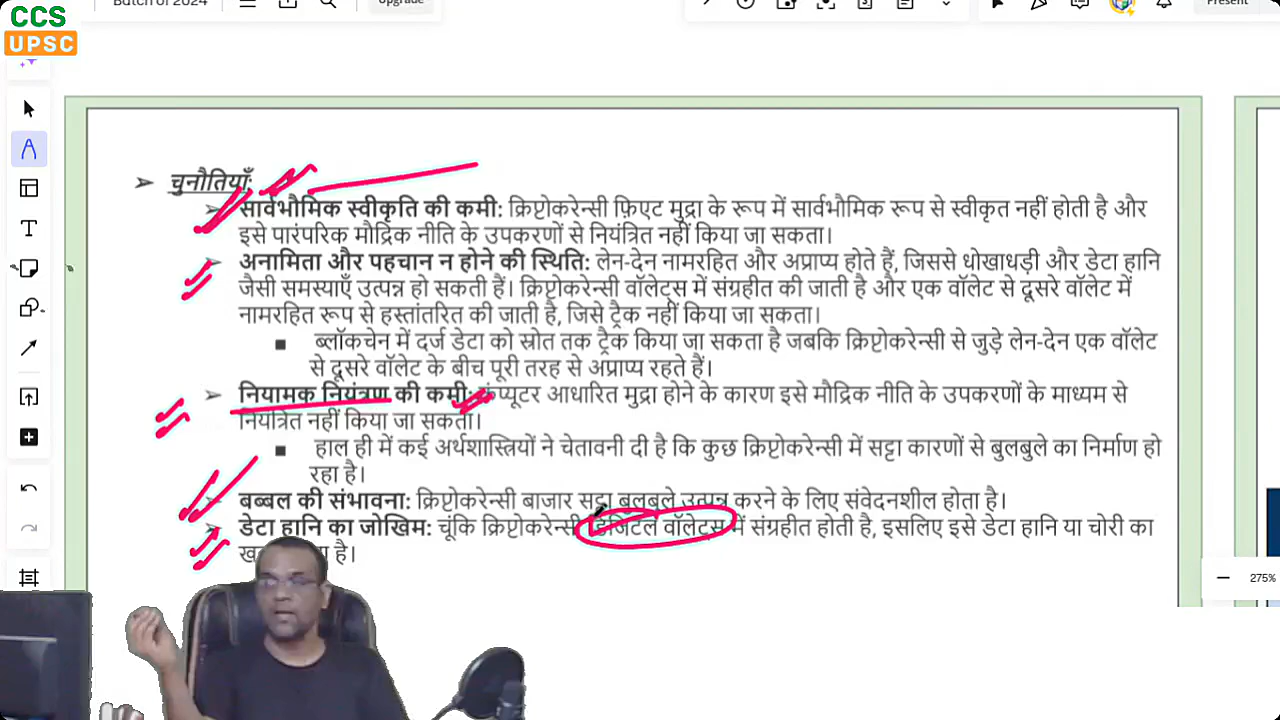 CCS
UPSC
Batch of 2024
Upgrade
Present
➢ चुनौतियाँ:
➢ सार्वभौमिक स्वीकृति की कमी: क्रिप्टोकरेन्सी फ़िएट मुद्रा के रूप में सार्वभौमिक रूप से स्वीकृत नहीं होती है और
इसे पारंपरिक मौद्रिक नीति के उपकरणों से नियंत्रित नहीं किया जा सकता।
➢ अनामिता और पहचान न होने की स्थिति: लेन-देन नामरहित और अप्राप्य होते हैं, जिससे धोखाधड़ी और डेटा हानि
जैसी समस्याएँ उत्पन्न हो सकती हैं। क्रिप्टोकरेन्सी वॉलेट्स में संग्रहीत की जाती है और एक वॉलेट से दूसरे वॉलेट में
नामरहित रूप से हस्तांतरित की जाती है, जिसे ट्रैक नहीं किया जा सकता।
■ ब्लॉकचेन में दर्ज डेटा को स्रोत तक ट्रैक किया जा सकता है जबकि क्रिप्टोकरेन्सी से जुड़े लेन-देन एक वॉलेट
से दूसरे वॉलेट के बीच पूरी तरह से अप्राप्य रहते हैं।
➢ नियामक नियंत्रण की कमी: कंप्यूटर आधारित मुद्रा होने के कारण इसे मौद्रिक नीति के उपकरणों के माध्यम से
नियंत्रित नहीं किया जा सकता।
■ हाल ही में कई अर्थशास्त्रियों ने चेतावनी दी है कि कुछ क्रिप्टोकरेन्सी में सट्टा कारणों से बुलबुले का निर्माण हो
रहा है।
➢ बब्बल की संभावना: क्रिप्टोकरेन्सी बाजार सट्टा बुलबुले उत्पन्न करने के लिए संवेदनशील होता है।
➢ डेटा हानि का जोखिम: चूंकि क्रिप्टोकरेन्सी डिजिटल वॉलेट्स में संग्रहीत होती है, इसलिए इसे डेटा हानि या चोरी का
है।
275%